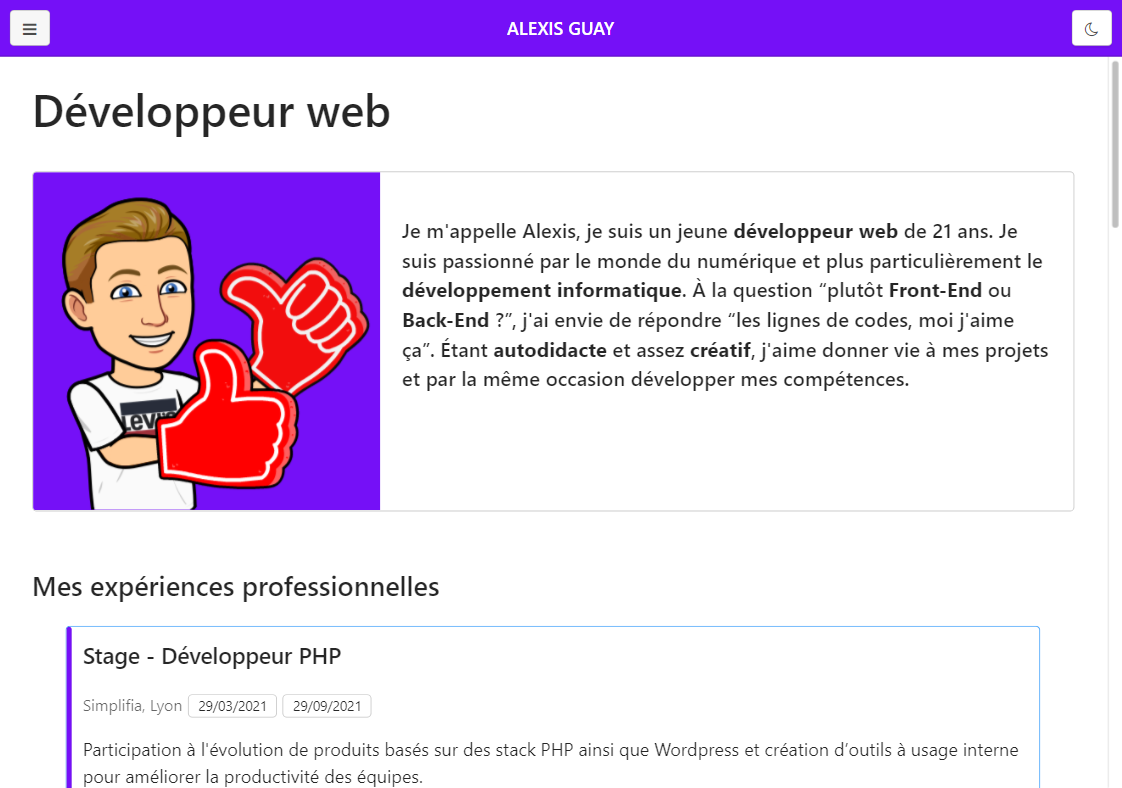 ALEXIS GUAY
Développeur web
Je m'appelle Alexis, je suis un jeune développeur web de 21 ans. Je
suis passionné par le monde du numérique et plus particulièrement le
développement informatique. À la question “plutôt Front-End ou
Back-End ?”, j'ai envie de répondre “les lignes de codes, moi j'aime
ça”. Étant autodidacte et assez créatif, j'aime donner vie à mes projets
et par la même occasion développer mes compétences.
Mes expériences professionnelles
Stage - Développeur PHP
Simplifia, Lyon 29/03/2021 29/09/2021
Participation à l'évolution de produits basés sur des stack PHP ainsi que Wordpress et création d’outils à usage interne
pour améliorer la productivité des équipes.